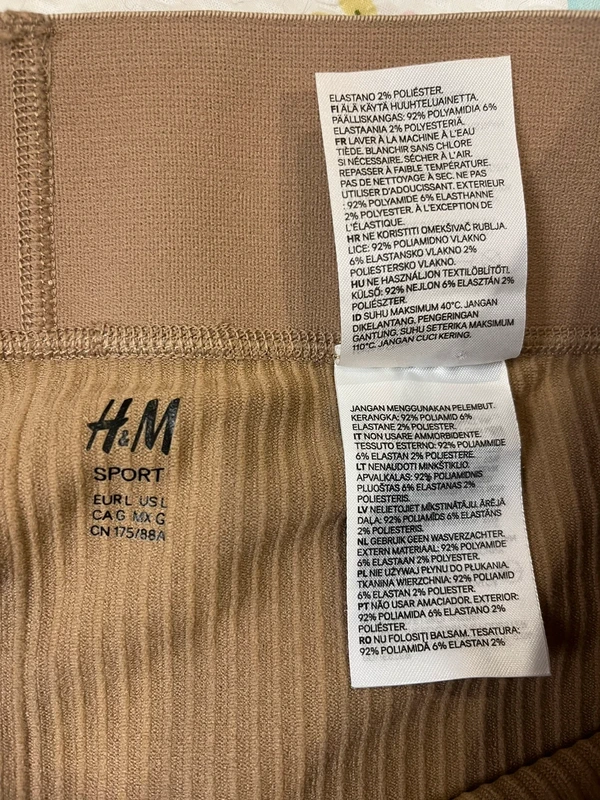 ELASTANO 2% POLIÉSTER.
FI ÄLÄ KÄYTÄ HUUHTELUAINETTA.
PÄÄLLISKANGAS: 92% POLYAMIDIA 6%
ELASTAANIA 2% POLYESTERIÄ.
FR LAVER À LA MACHINE À L'EAU
TIÈDE. BLANCHIR SANS CHLORE
SI NÉCESSAIRE. SÉCHER À L'AIR.
REPASSER À FAIBLE TEMPÉRATURE.
PAS DE NETTOYAGE À SEC. NE PAS
UTILISER D'ADOUCISSANT. EXTERIEUR
: 92% POLYAMIDE 6% ELASTHANNE
2% POLYESTER. À L'EXCEPTION DE
L'ÉLASTIQUE.
HR NE KORISTITI OMEKŠIVAČ RUBLJA.
LICE: 92% POLIAMIDNO VLAKNO
6% ELASTANSKO VLAKNO 2%
POLIESTERSKO VLAKNO.
HU NE HASZNÁLJON TEXTILÖBLÍTŐT.
KÜLSŐ: 92% NEJLON 6% ELASZTÁN 2%
POLIÉSZTER.
ID SUHU MAKSIMUM 40°C. JANGAN
DIKELANTANG. PENGERINGAN
GANTUNG. SUHU SETERIKA MAKSIMUM
110°C. JANGAN CUCI KERING.
JANGAN MENGGUNAKAN PELEMBUT.
KERANGKA: 92% POLIAMID 6%
ELASTANE 2% POLIESTER.
IT NON USARE AMMORBIDENTE.
TESSUTO ESTERNO: 92% POLIAMMIDE
6% ELASTAN 2% POLIESTERE.
LT NENAUDOTI MINKŠTIKLIO.
APVALKALAS: 92% POLIAMIDNIS
PLUOŠTAS 6% ELASTANAS 2%
POLIESTERIS.
LV NELIETOJIET MĪKSTINĀTĀJU. ĀRĒJĀ
DAĻA: 92% POLIAMĪDS 6% ELASTĀNS
2% POLIESTERIS.
NL GEBRUIK GEEN WASVERZACHTER.
EXTERN MATERIAAL: 92% POLYAMIDE
6% ELASTAAN 2% POLYESTER.
PL NIE UŻYWAJ PŁYNU DO PŁUKANIA.
TKANINA WIERZCHNIA: 92% POLIAMID
6% ELASTAN 2% POLIESTER.
PT NÃO USAR AMACIADOR. EXTERIOR:
92% POLIAMIDA 6% ELASTANO 2%
POLIÉSTER.
RO NU FOLOSIȚI BALSAM. TESATURA:
92% POLIAMIDĂ 6% ELASTAN 2%
H&M
SPORT
EUR L US L
CA G MX G
CN 175/88A